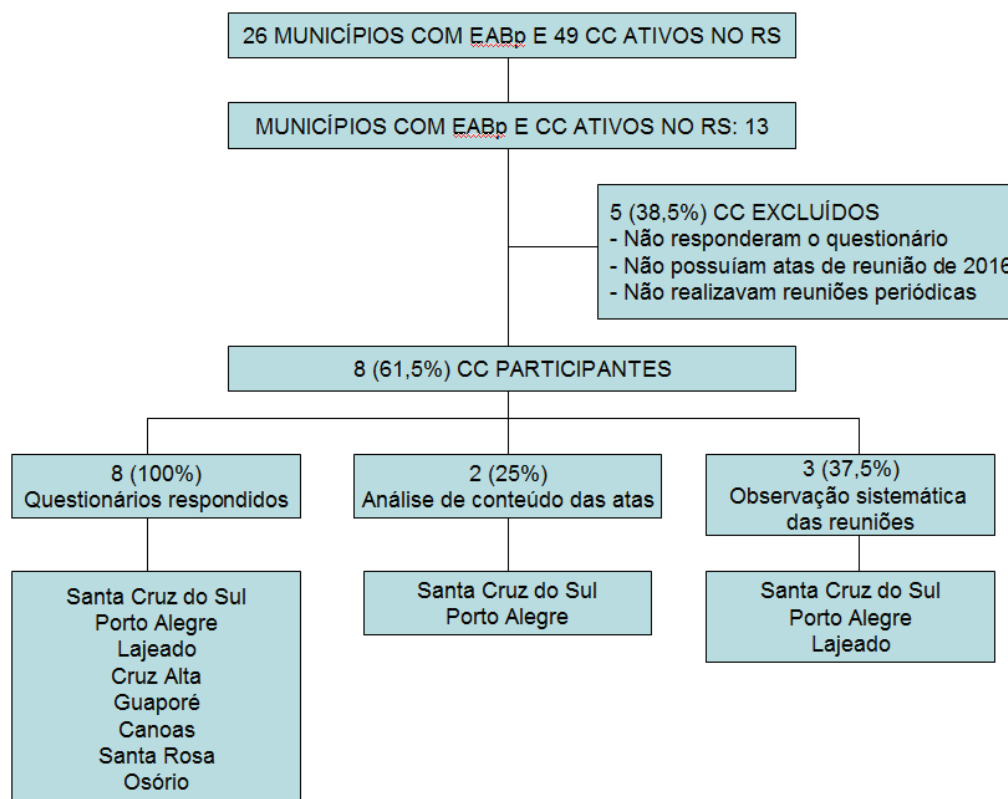 26 MUNICÍPIOS COM EABp E 49 CC ATIVOS NO RS
MUNICÍPIOS COM EABp E CC ATIVOS NO RS: 13
5 (38,5%) CC EXCLUÍDOS
- Não responderam o questionário
- Não possuíam atas de reunião de 2016
- Não realizavam reuniões periódicas
8 (61,5%) CC PARTICIPANTES
8 (100%)
Questionários respondidos
2 (25%)
Análise de conteúdo das atas
3 (37,5%)
Observação sistemática
das reuniões
Santa Cruz do Sul
Porto Alegre
Lajeado
Cruz Alta
Guaporé
Canoas
Santa Rosa
Osório
Santa Cruz do Sul
Porto Alegre
Santa Cruz do Sul
Porto Alegre
Lajeado